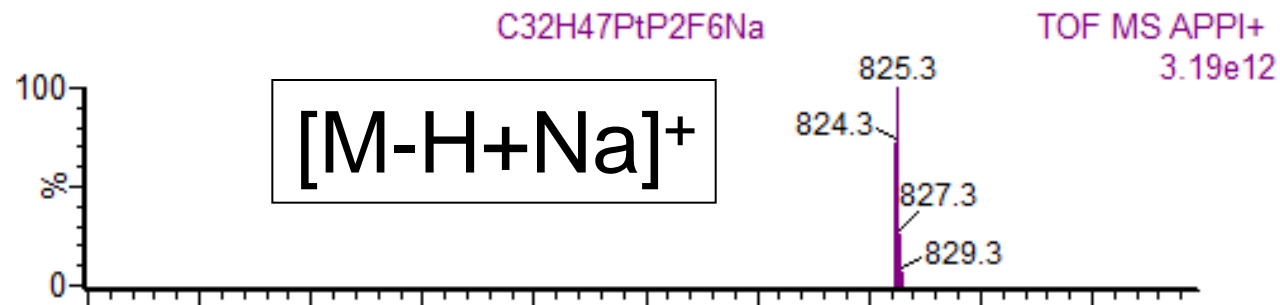 C32H47PtP2F6Na
TOF MS APPI+
3.19e12
825.3
100
[M-H+Na]+
824.3
%
827.3
829.3
0